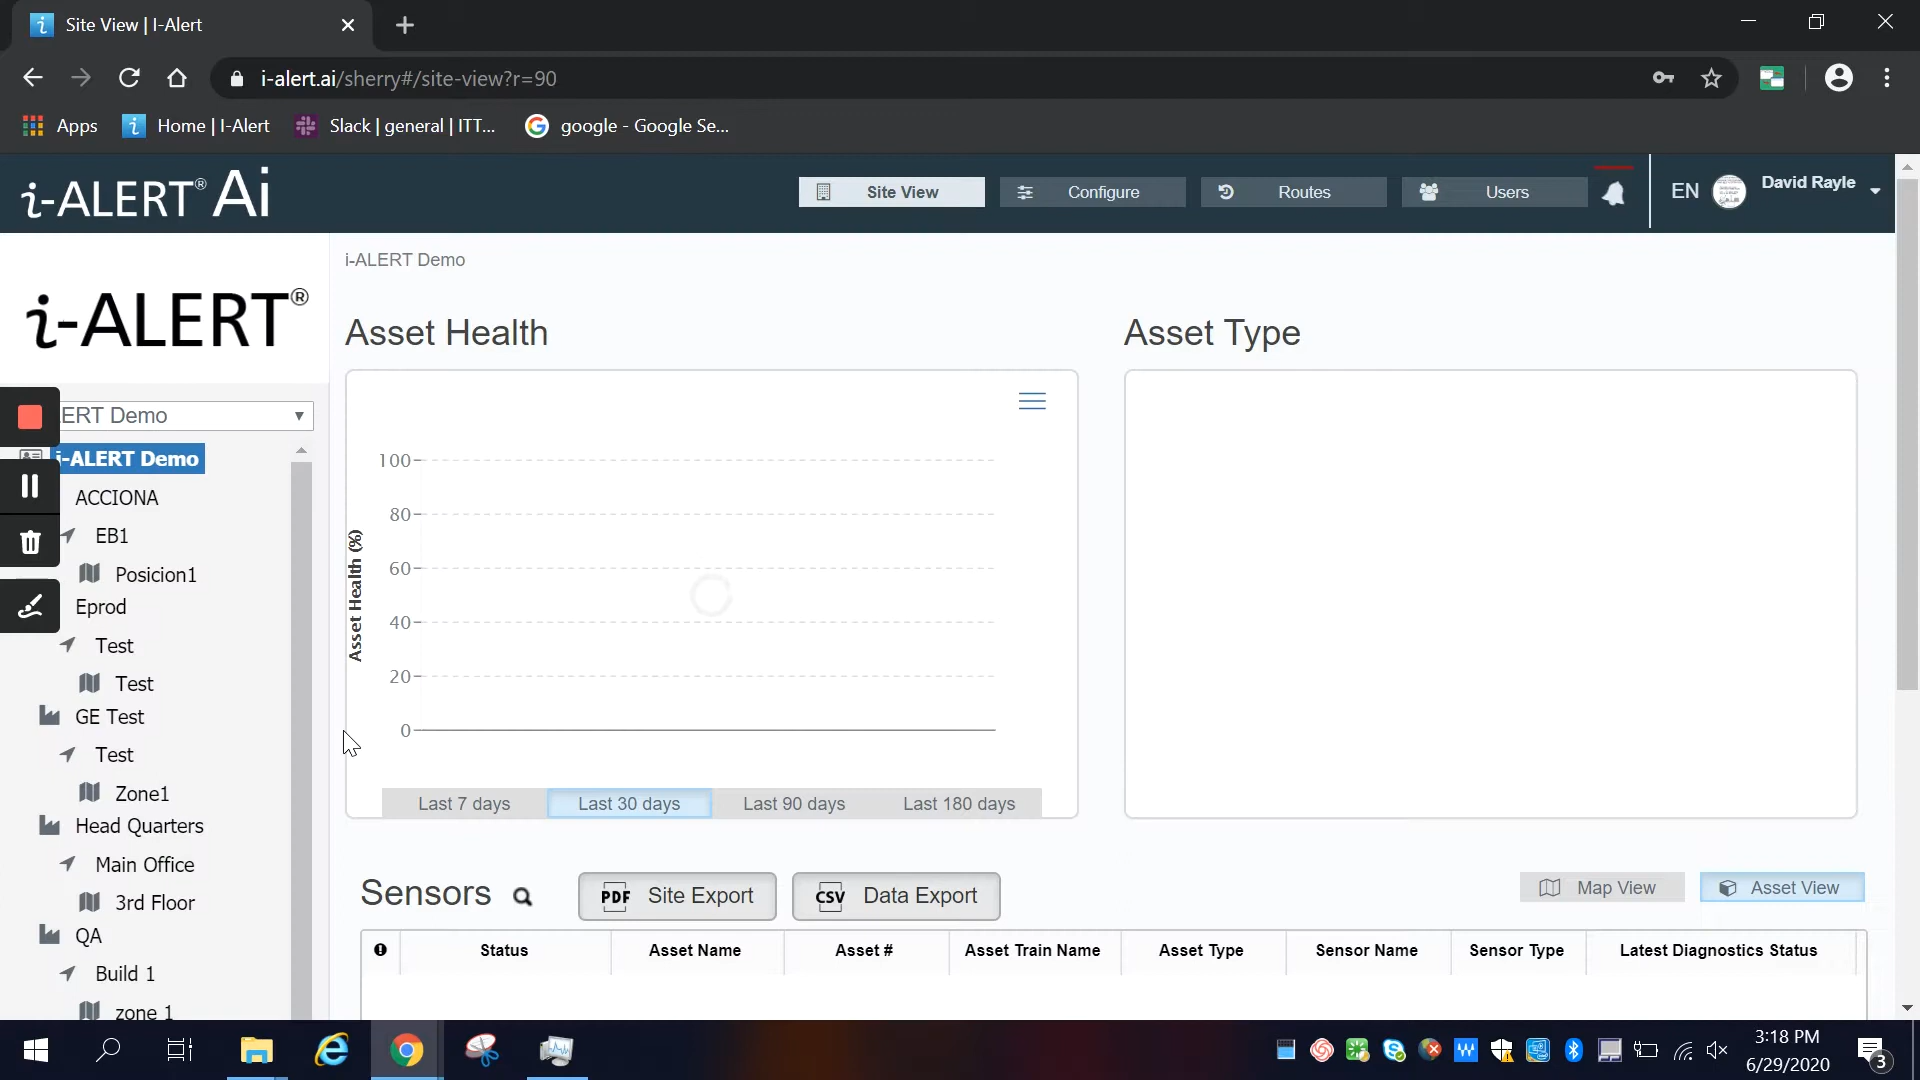 Site View | I-Alert
i-alert.ai/sherry#/site-view?r=90
Apps
Home | I-Alert
Slack | general | ITT...
google - Google Se...
i-ALERT® Ai
Site View
Configure
Routes
Users
EN
David Rayle
i-ALERT®
i-ALERT Demo
Asset Health
Asset Type
ERT Demo
i-ALERT Demo
ACCIONA
EB1
Posicion1
Eprod
Test
Test
GE Test
Test
Zone1
Head Quarters
Main Office
3rd Floor
QA
Build 1
zone 1
Asset Health (%)
100
80
60
40
20
0
Last 7 days
Last 30 days
Last 90 days
Last 180 days
Sensors
PDF Site Export
CSV Data Export
Map View
Asset View
Status
Asset Name
Asset #
Asset Train Name
Asset Type
Sensor Name
Sensor Type
Latest Diagnostics Status
3:18 PM
6/29/2020
3